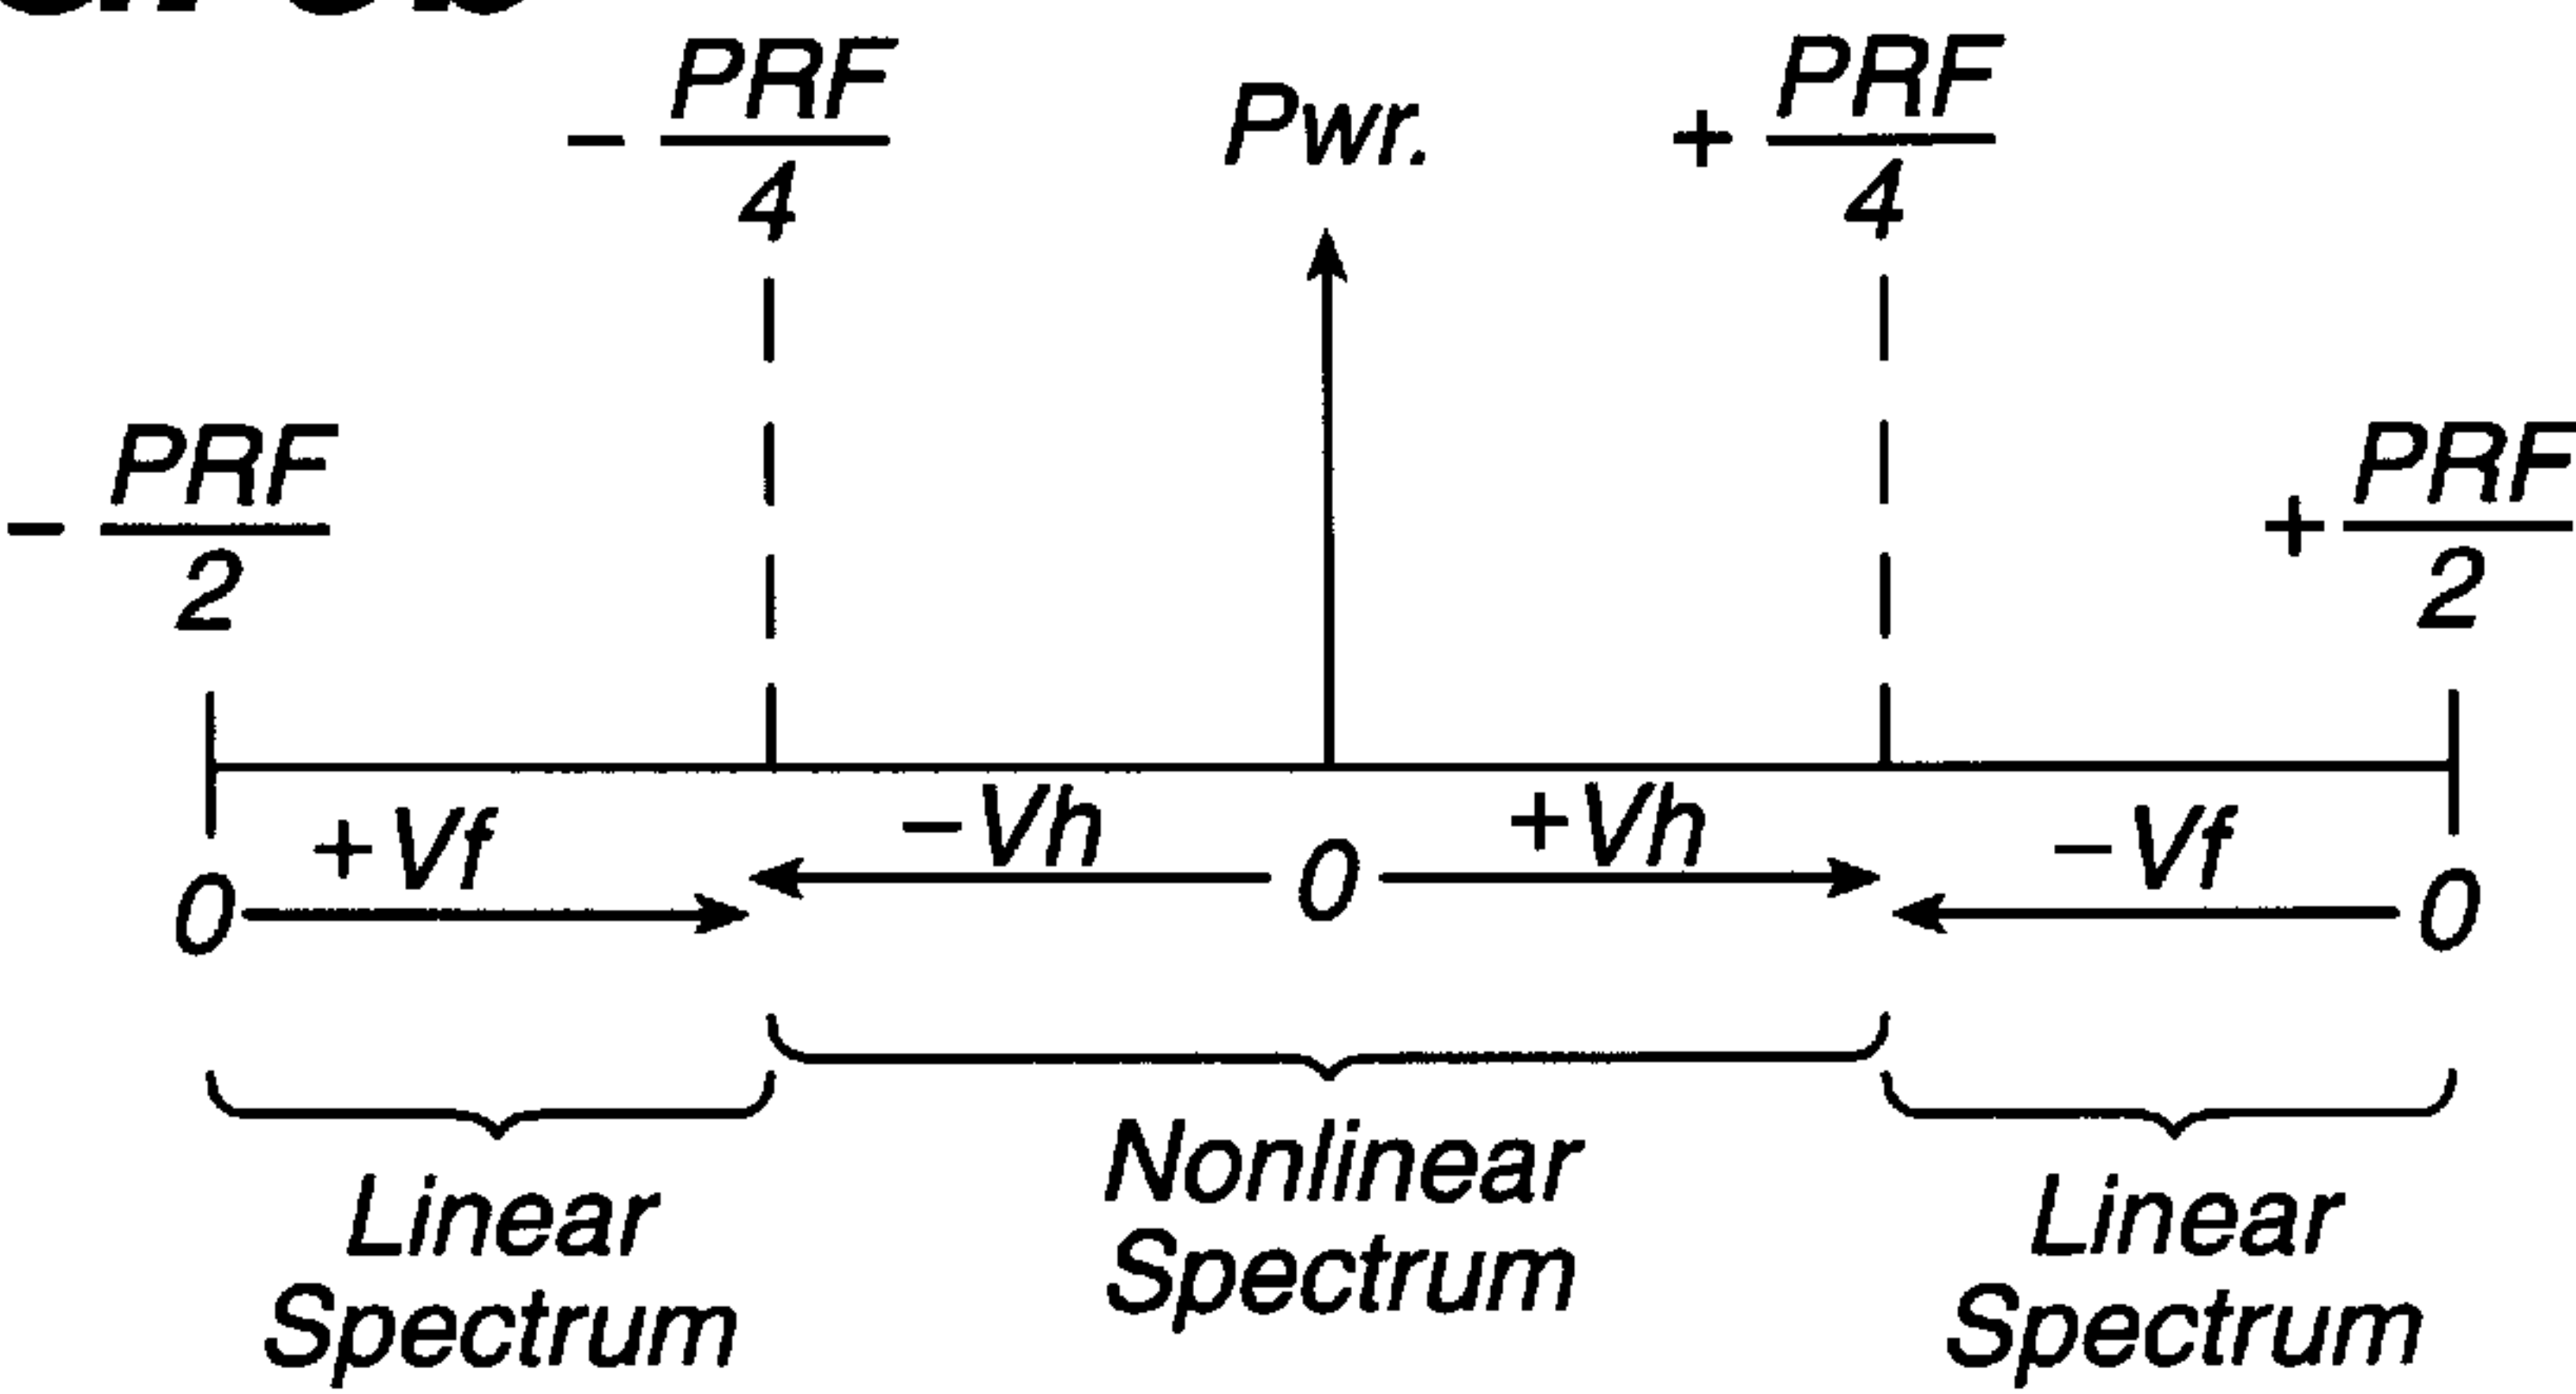 − PRF/4 Pwr. + PRF/4
− PRF/2 + PRF/2
+Vf −Vh +Vh −Vf
0 0 0
Linear Spectrum
Nonlinear Spectrum
Linear Spectrum